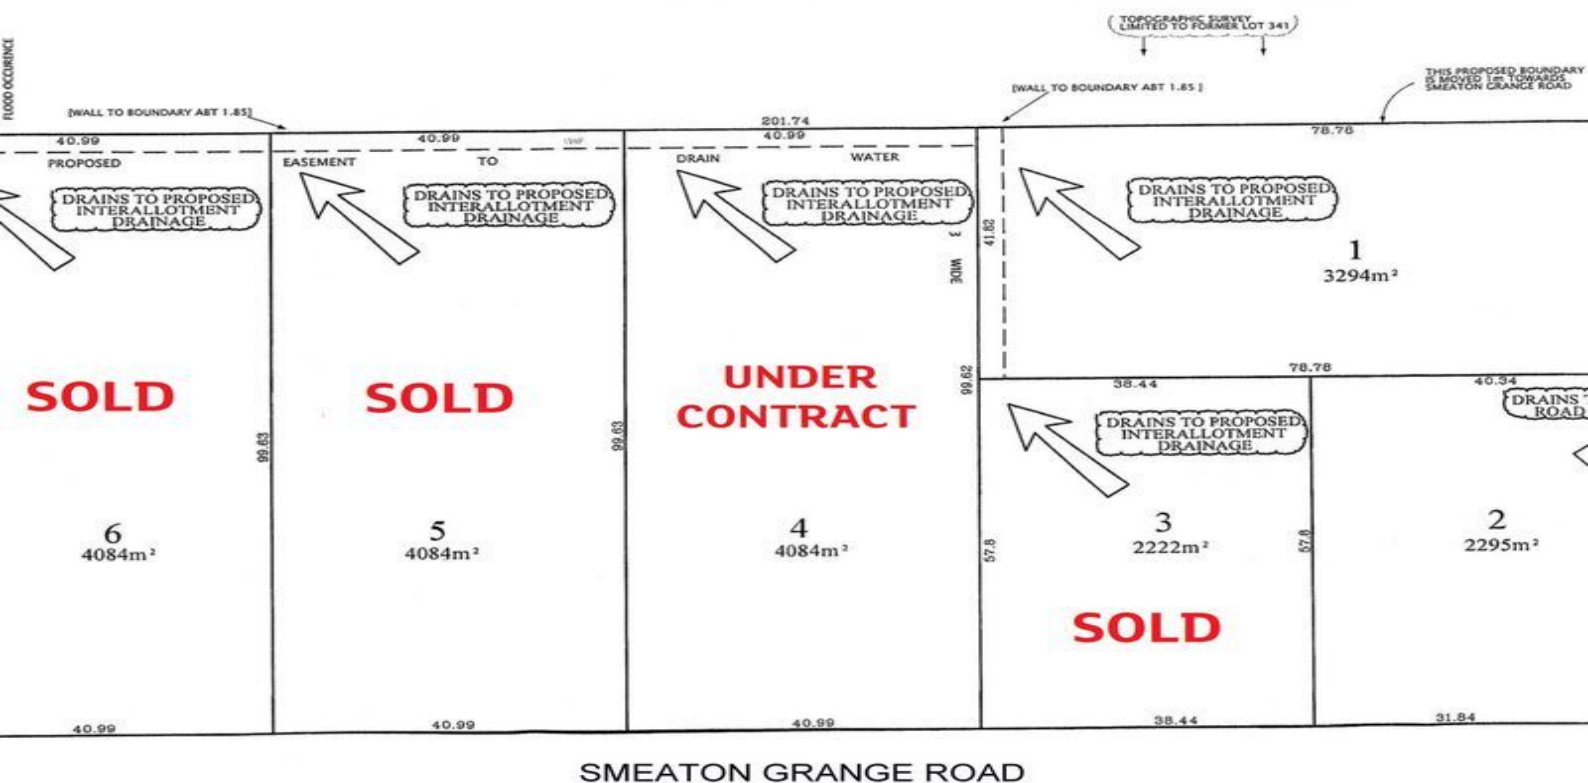 TOPOGRAPHIC SURVEY
LIMITED TO FORMER LOT 341
THIS PROPOSED BOUNDARY
IS MOVED 1m TOWARDS
SMEATON GRANGE ROAD
FLOOD OCCURENCE
[WALL TO BOUNDARY ABT 1.85]
[WALL TO BOUNDARY ABT 1.85 ]
201.74
40.99
40.99
40.99
78.78
PROPOSED
EASEMENT
TO
DRAIN
WATER
DRAINS TO PROPOSED
INTERALLOTMENT
DRAINAGE
DRAINS TO PROPOSED
INTERALLOTMENT
DRAINAGE
DRAINS TO PROPOSED
INTERALLOTMENT
DRAINAGE
DRAINS TO PROPOSED
INTERALLOTMENT
DRAINAGE
3 WIDE
41.82
1
3294m²
78.78
38.44
40.34
99.62
SOLD
SOLD
UNDER
CONTRACT
DRAINS TO PROPOSED
INTERALLOTMENT
DRAINAGE
DRAINS
ROAD
99.63
99.63
6
4084m²
5
4084m²
4
4084m²
57.8
3
2222m²
57.8
2
2295m²
SOLD
40.99
40.99
40.99
38.44
31.84
SMEATON GRANGE ROAD